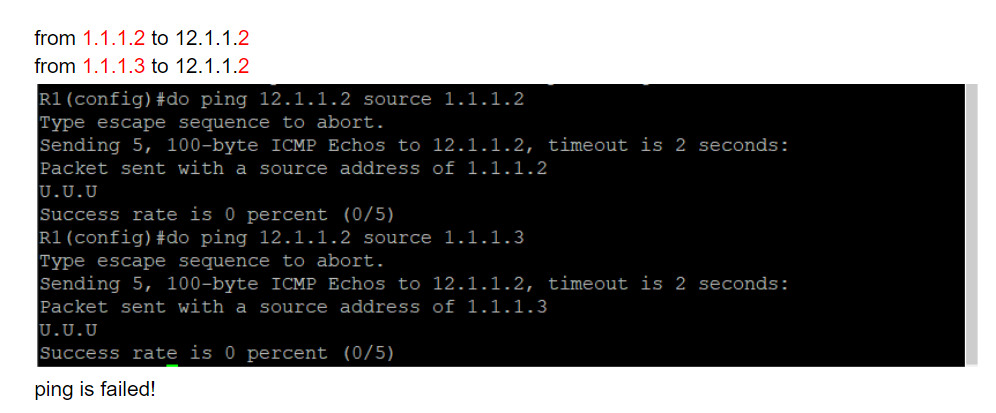 from 1.1.1.2 to 12.1.1.2
from 1.1.1.3 to 12.1.1.2
R1(config)#do ping 12.1.1.2 source 1.1.1.2
Type escape sequence to abort.
Sending 5, 100-byte ICMP Echos to 12.1.1.2, timeout is 2 seconds:
Packet sent with a source address of 1.1.1.2
U.U.U
Success rate is 0 percent (0/5)
R1(config)#do ping 12.1.1.2 source 1.1.1.3
Type escape sequence to abort.
Sending 5, 100-byte ICMP Echos to 12.1.1.2, timeout is 2 seconds:
Packet sent with a source address of 1.1.1.3
U.U.U
Success rate is 0 percent (0/5)
ping is failed!